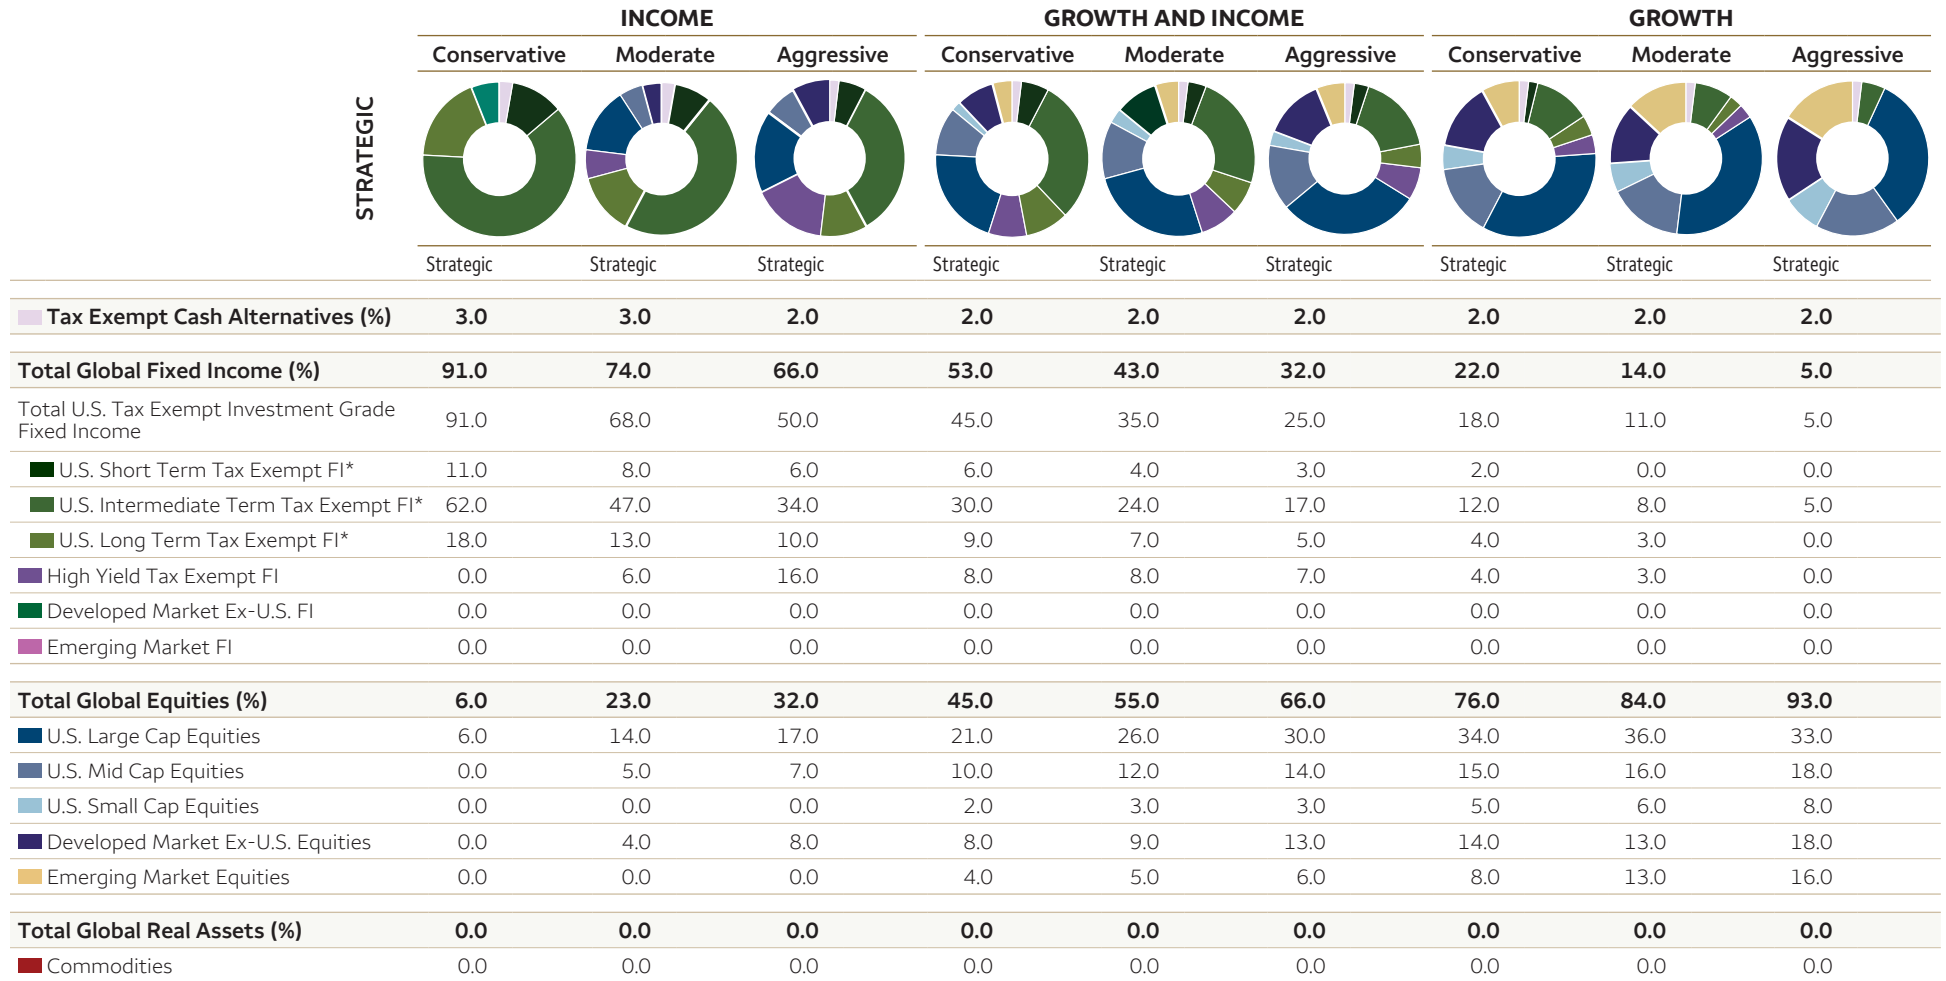 INCOME GROWTH AND INCOME GROWTH
Conservative Moderate Aggressive Conservative Moderate Aggressive Conservative Moderate Aggressive
STRATEGIC
Strategic Strategic Strategic Strategic Strategic Strategic Strategic Strategic Strategic
Tax Exempt Cash Alternatives (%) 3.0 3.0 2.0 2.0 2.0 2.0 2.0 2.0 2.0
Total Global Fixed Income (%) 91.0 74.0 66.0 53.0 43.0 32.0 22.0 14.0 5.0
Total U.S. Tax Exempt Investment Grade
Fixed Income 91.0 68.0 50.0 45.0 35.0 25.0 18.0 11.0 5.0
U.S. Short Term Tax Exempt FI* 11.0 8.0 6.0 6.0 4.0 3.0 2.0 0.0 0.0
U.S. Intermediate Term Tax Exempt FI* 62.0 47.0 34.0 30.0 24.0 17.0 12.0 8.0 5.0
U.S. Long Term Tax Exempt FI* 18.0 13.0 10.0 9.0 7.0 5.0 4.0 3.0 0.0
High Yield Tax Exempt FI 0.0 6.0 16.0 8.0 8.0 7.0 4.0 3.0 0.0
Developed Market Ex-U.S. FI 0.0 0.0 0.0 0.0 0.0 0.0 0.0 0.0 0.0
Emerging Market FI 0.0 0.0 0.0 0.0 0.0 0.0 0.0 0.0 0.0
Total Global Equities (%) 6.0 23.0 32.0 45.0 55.0 66.0 76.0 84.0 93.0
U.S. Large Cap Equities 6.0 14.0 17.0 21.0 26.0 30.0 34.0 36.0 33.0
U.S. Mid Cap Equities 0.0 5.0 7.0 10.0 12.0 14.0 15.0 16.0 18.0
U.S. Small Cap Equities 0.0 0.0 0.0 2.0 3.0 3.0 5.0 6.0 8.0
Developed Market Ex-U.S. Equities 0.0 4.0 8.0 8.0 9.0 13.0 14.0 13.0 18.0
Emerging Market Equities 0.0 0.0 0.0 4.0 5.0 6.0 8.0 13.0 16.0
Total Global Real Assets (%) 0.0 0.0 0.0 0.0 0.0 0.0 0.0 0.0 0.0
Commodities 0.0 0.0 0.0 0.0 0.0 0.0 0.0 0.0 0.0